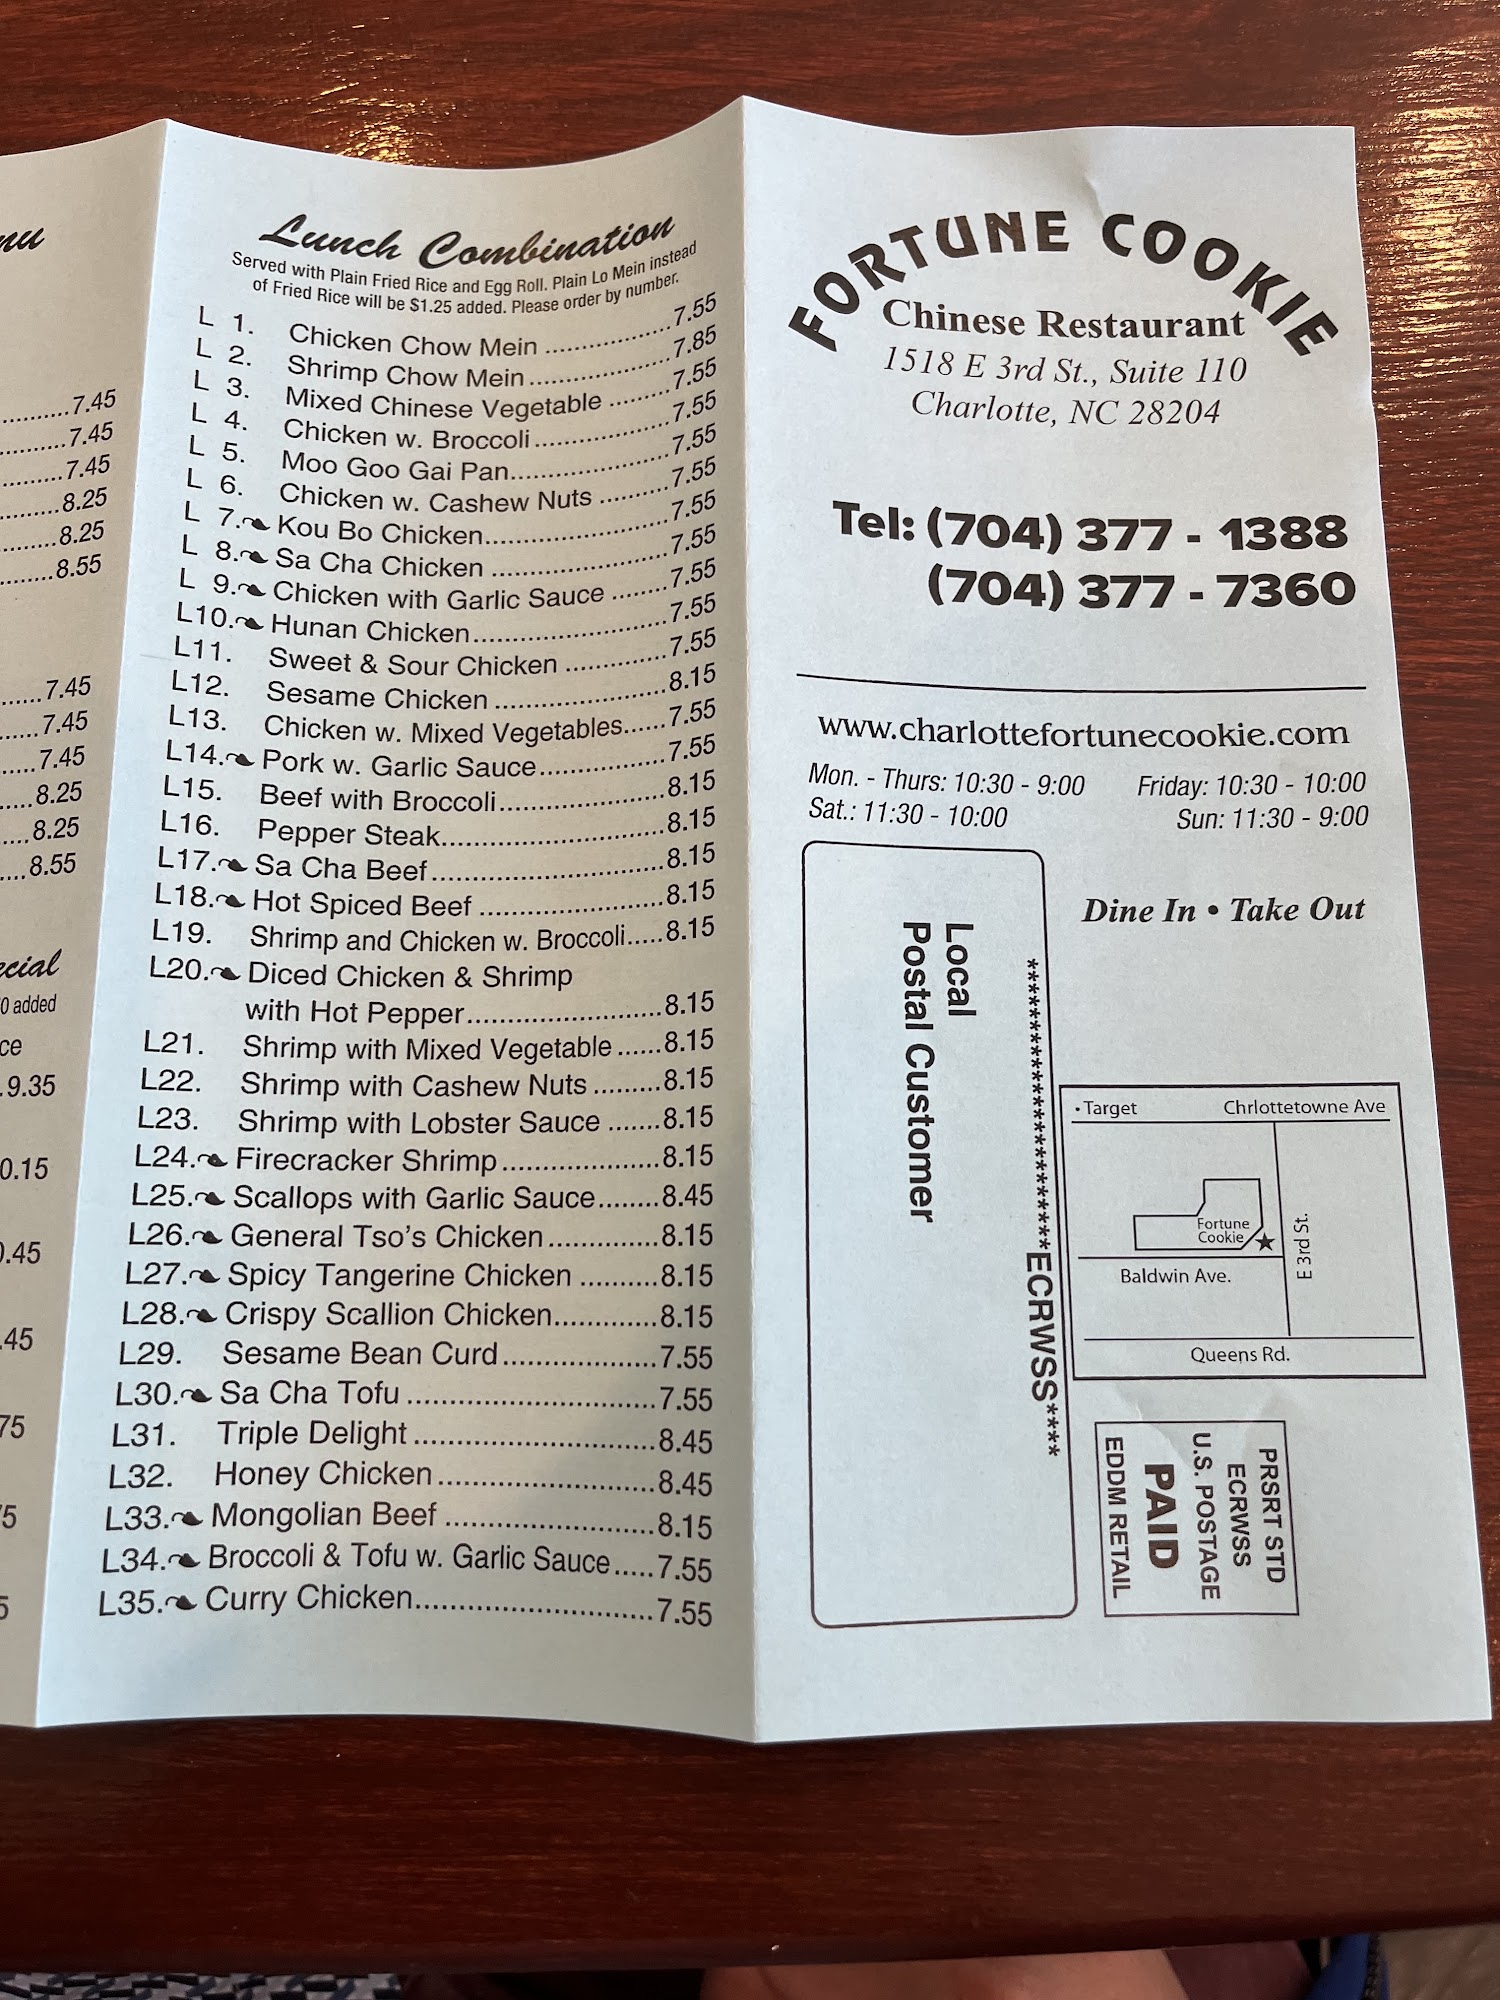 nu
7.45
7.45
7.45
8.25
8.25
8.55
7.45
7.45
7.45
8.25
8.25
8.55
ecial
0 added
ce
.9.35
0.15
0.45
.45
75
75
5
Lunch Combination
Served with Plain Fried Rice and Egg Roll. Plain Lo Mein instead
of Fried Rice will be $1.25 added. Please order by number.
L 1. Chicken Chow Mein ..... 7.55
L 2. Shrimp Chow Mein ..... 7.85
L 3. Mixed Chinese Vegetable ..... 7.55
L 4. Chicken w. Broccoli ..... 7.55
L 5. Moo Goo Gai Pan ..... 7.55
L 6. Chicken w. Cashew Nuts ..... 7.55
L 7. Kou Bo Chicken ..... 7.55
L 8. Sa Cha Chicken ..... 7.55
L 9. Chicken with Garlic Sauce ..... 7.55
L10. Hunan Chicken ..... 7.55
L11. Sweet & Sour Chicken ..... 7.55
L12. Sesame Chicken ..... 8.15
L13. Chicken w. Mixed Vegetables ..... 7.55
L14. Pork w. Garlic Sauce ..... 7.55
L15. Beef with Broccoli ..... 8.15
L16. Pepper Steak ..... 8.15
L17. Sa Cha Beef ..... 8.15
L18. Hot Spiced Beef ..... 8.15
L19. Shrimp and Chicken w. Broccoli ..... 8.15
L20. Diced Chicken & Shrimp
with Hot Pepper ..... 8.15
L21. Shrimp with Mixed Vegetable ..... 8.15
L22. Shrimp with Cashew Nuts ..... 8.15
L23. Shrimp with Lobster Sauce ..... 8.15
L24. Firecracker Shrimp ..... 8.15
L25. Scallops with Garlic Sauce ..... 8.45
L26. General Tso's Chicken ..... 8.15
L27. Spicy Tangerine Chicken ..... 8.15
L28. Crispy Scallion Chicken ..... 8.15
L29. Sesame Bean Curd ..... 7.55
L30. Sa Cha Tofu ..... 7.55
L31. Triple Delight ..... 8.45
L32. Honey Chicken ..... 8.45
L33. Mongolian Beef ..... 8.15
L34. Broccoli & Tofu w. Garlic Sauce ..... 7.55
L35. Curry Chicken ..... 7.55
FORTUNE COOKIE
Chinese Restaurant
1518 E 3rd St., Suite 110
Charlotte, NC 28204
Tel: (704) 377 - 1388
(704) 377 - 7360
www.charlottefortunecookie.com
Mon. - Thurs: 10:30 - 9:00 Friday: 10:30 - 10:00
Sat.: 11:30 - 10:00 Sun: 11:30 - 9:00
Dine In • Take Out
*****************************ECRWSS****
Local
Postal Customer
• Target Chrlottetowne Ave
Fortune
Cookie ★
E 3rd St.
Baldwin Ave.
Queens Rd.
PRSRT STD
ECRWSS
U.S. POSTAGE
PAID
EDDM RETAIL